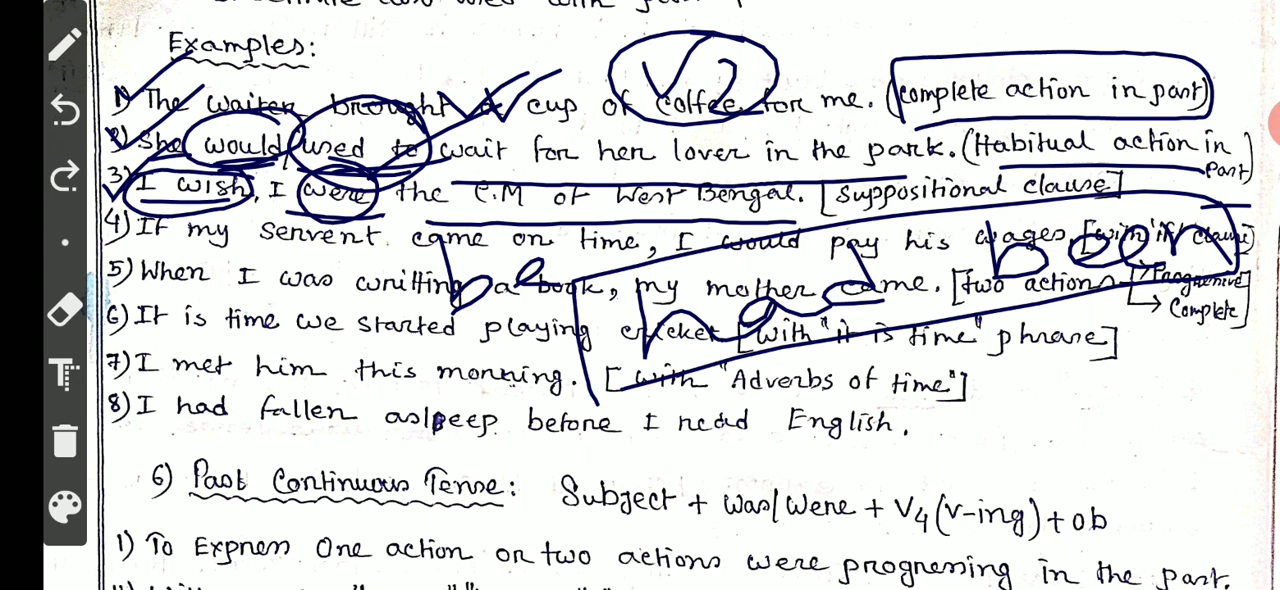 Examples:
V2
1) The waiter brought a cup of coffee for me. (complete action in past)
2) She would/used to wait for her lover in the park. (Habitual action in past)
3) I wish, I were the C.M of West Bengal. [suppositional clause]
4) If my servent came on time, I would pay his wages [with "if" clause]
been
5) When I was writting a book, my mother came. [two actions → Progressive
→ Complete]
be had
6) It is time we started playing cricket [with "it is time" phrase]
7) I met him this morning. [with "Adverbs of time"]
8) I had fallen asleep before I read English.
6) Past Continuous Tense: Subject + was/were + V4 (v-ing) + ob
1) To Express One action or two actions were progressing in the past.